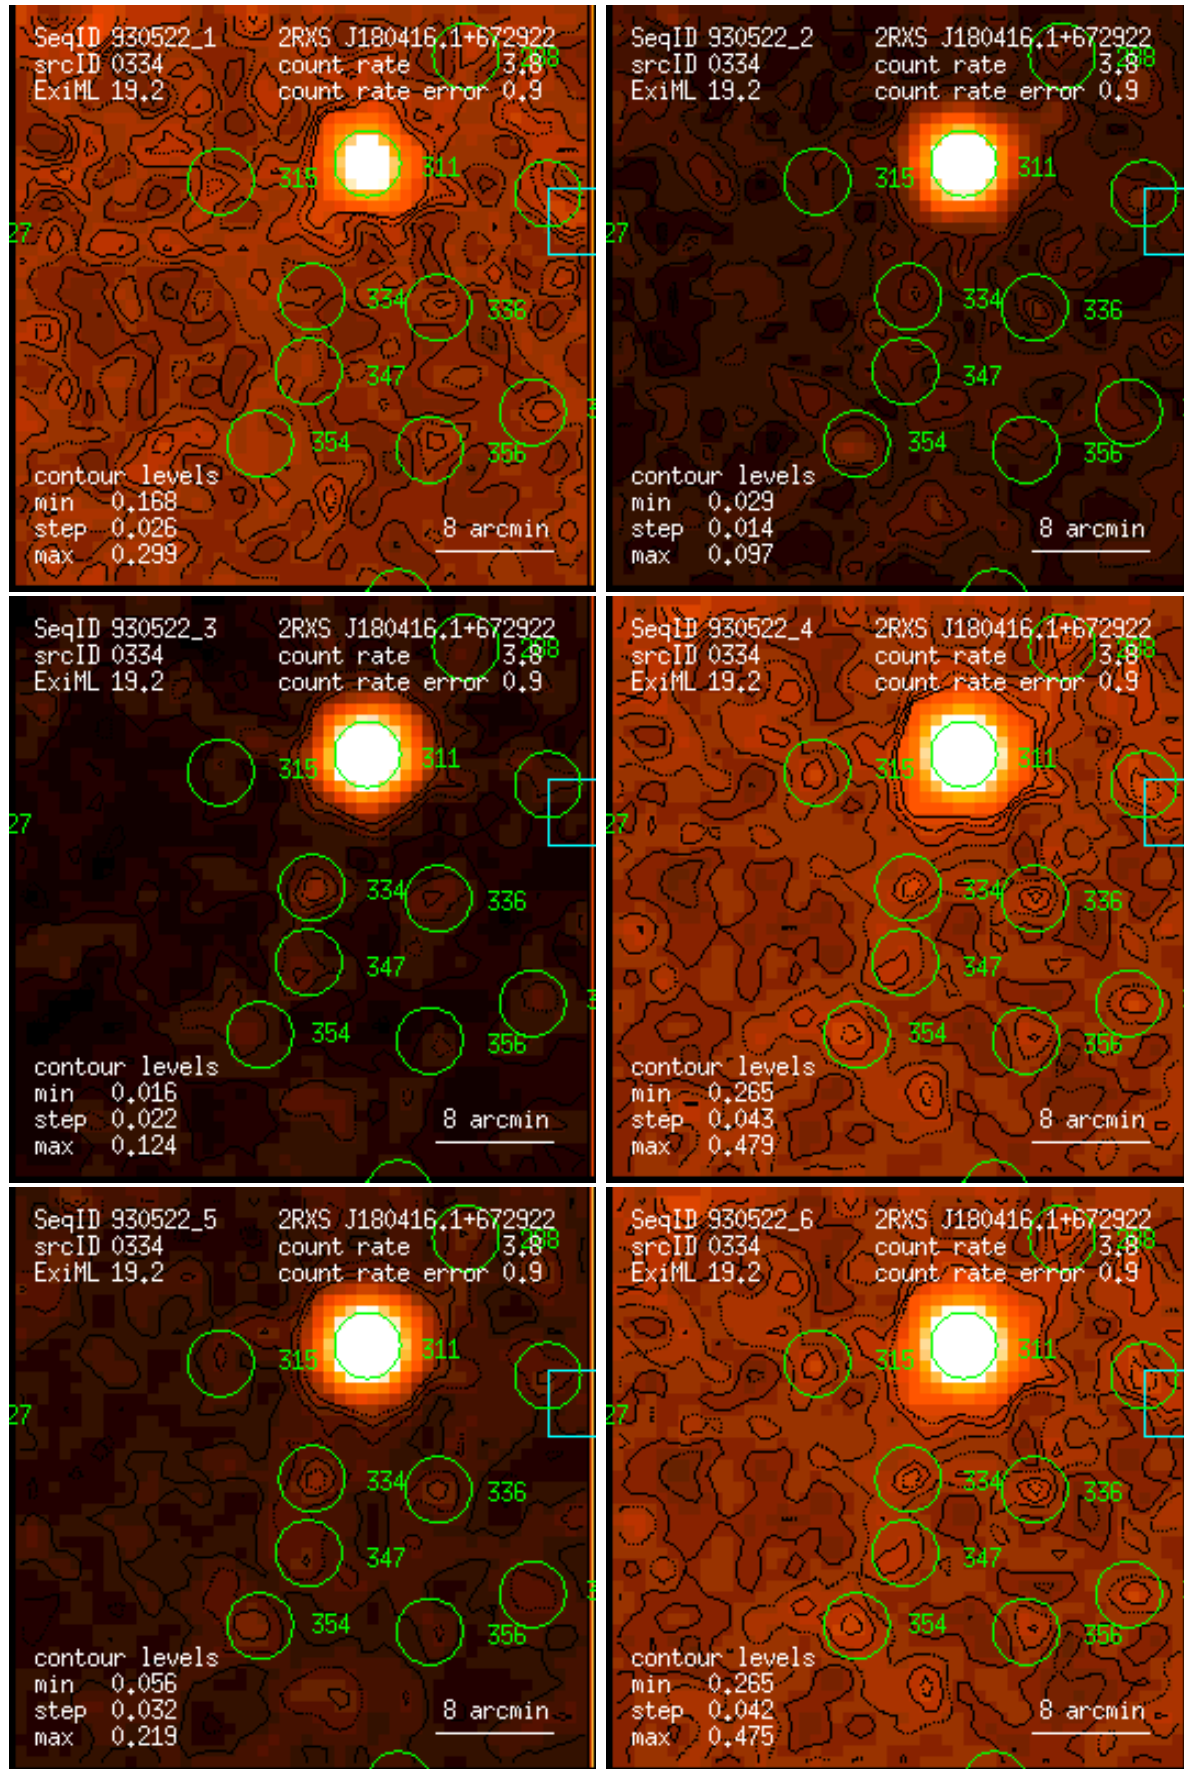 SeqID 930522_1 2RXS J180416.1+672922
srcID 0334 count rate 3.8 298
ExiML 19.2 count rate error 0.9
315 311
27
334 336
347
354 356
contour levels
min 0.168
step 0.026 8 arcmin
max 0.299
SeqID 930522_2 2RXS J180416.1+672922
srcID 0334 count rate 3.8 298
ExiML 19.2 count rate error 0.9
315 311
27
334 336
347
354 356
contour levels
min 0.029
step 0.014 8 arcmin
max 0.097
SeqID 930522_3 2RXS J180416.1+672922
srcID 0334 count rate 3.8 298
ExiML 19.2 count rate error 0.9
315 311
27
334 336
347
354 356
contour levels
min 0.016
step 0.022 8 arcmin
max 0.124
SeqID 930522_4 2RXS J180416.1+672922
srcID 0334 count rate 3.8 298
ExiML 19.2 count rate error 0.9
315 311
27
334 336
347
354 356
contour levels
min 0.265
step 0.043 8 arcmin
max 0.479
SeqID 930522_5 2RXS J180416.1+672922
srcID 0334 count rate 3.8 298
ExiML 19.2 count rate error 0.9
315 311
27
334 336
347
354 356
contour levels
min 0.056
step 0.032 8 arcmin
max 0.219
SeqID 930522_6 2RXS J180416.1+672922
srcID 0334 count rate 3.8 298
ExiML 19.2 count rate error 0.9
315 311
27
334 336
347
354 356
contour levels
min 0.265
step 0.042 8 arcmin
max 0.475